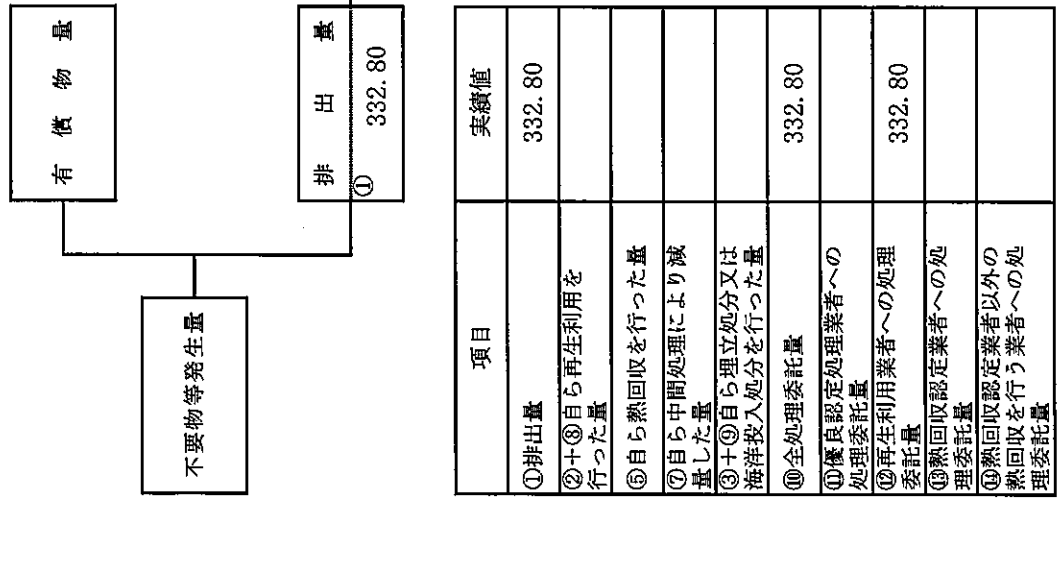 有償物量
不要物等発生量
排出量
①
332.80
項目 実績値
①排出量 332.80
②+⑧自ら再生利用を
行った量
⑤自ら熱回収を行った量
⑦自ら中間処理により減
量した量
③+⑨自ら埋立処分又は
海洋投入処分を行った量
⑩全処理委託量 332.80
⑪優良認定処理業者への
処理委託量
⑫再生利用業者への処理
委託量 332.80
⑬熱回収認定業者への処
理委託量
⑭熱回収認定業者以外の
熱回収を行う業者への処
理委託量